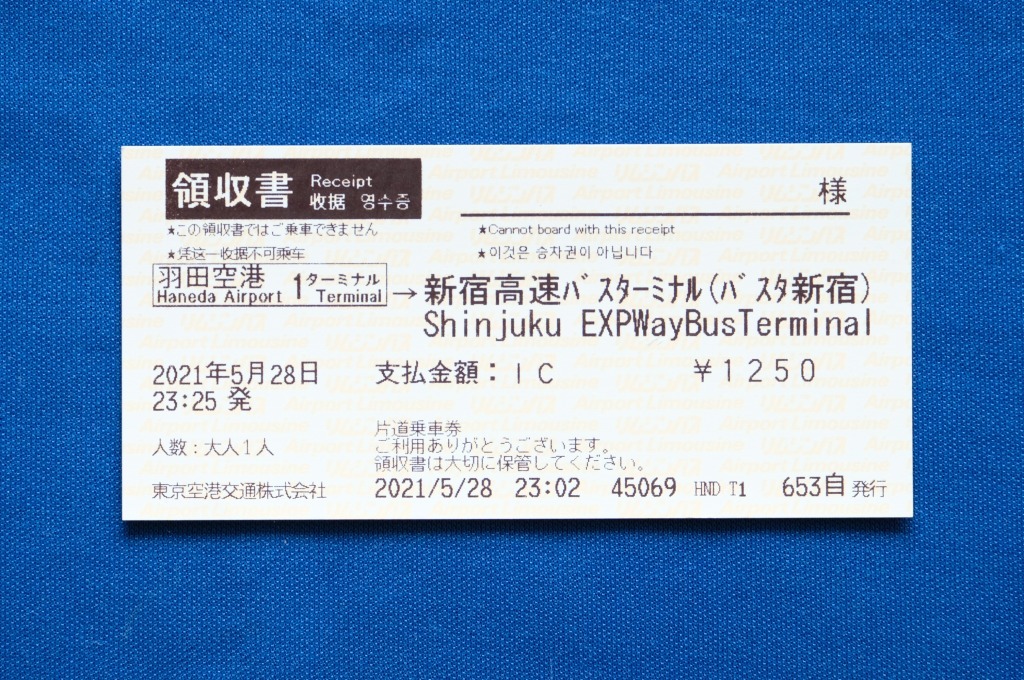 領収書 Receipt 收据 영수증
様
★この領収書ではご乗車できません ★Cannot board with this receipt
★凭这一收据不可乘车 ★이것은 승차권이 아닙니다
羽田空港 1ターミナル → 新宿高速バスターミナル(バスタ新宿)
Haneda Airport Terminal Shinjuku EXPWayBusTerminal
2021年5月28日 支払金額:IC ¥1250
23:25 発
片道乗車券
人数:大人1人 ご利用ありがとうございます。
領収書は大切に保管してください。
東京空港交通株式会社 2021/5/28 23:02 45069 HND T1 653自発行